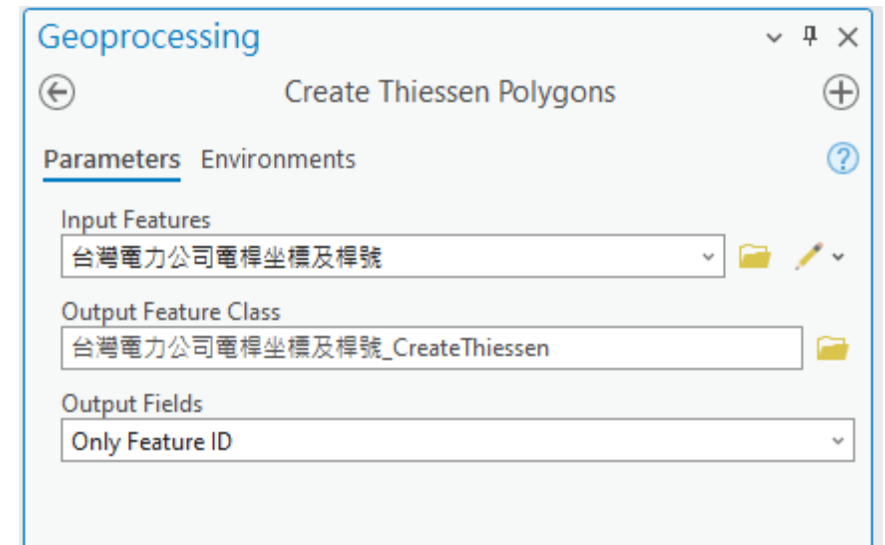 Geoprocessing
Create Thiessen Polygons
Parameters Environments
Input Features
台灣電力公司電桿坐標及桿號
Output Feature Class
台灣電力公司電桿坐標及桿號_CreateThiessen
Output Fields
Only Feature ID